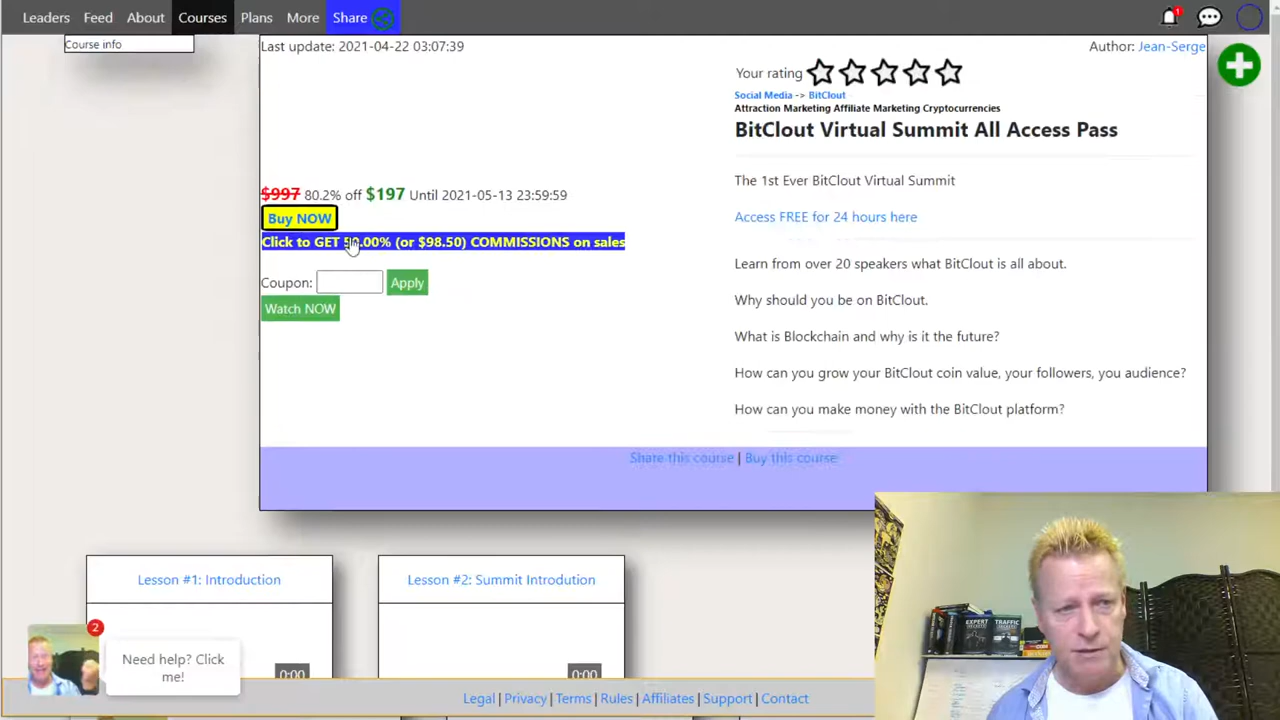 Leaders Feed About Courses Plans More Share
1
Course info
Last update: 2021-04-22 03:07:39
Author: Jean-Serge
Your rating
Social Media -> BitClout
Attraction Marketing Affiliate Marketing Cryptocurrencies
BitClout Virtual Summit All Access Pass
$997 80.2% off $197 Until 2021-05-13 23:59:59
Buy NOW
Click to GET 50.00% (or $98.50) COMMISSIONS on sales
Coupon: Apply
Watch NOW
The 1st Ever BitClout Virtual Summit
Access FREE for 24 hours here
Learn from over 20 speakers what BitClout is all about.
Why should you be on BitClout.
What is Blockchain and why is it the future?
How can you grow your BitClout coin value, your followers, you audience?
How can you make money with the BitClout platform?
Share this course | Buy this course
Lesson #1: Introduction
Lesson #2: Summit Introdution
0:00
0:00
2
Need help? Click
me!
EXPERT
SECRETS
TRAFFIC
SECRETS
Legal | Privacy | Terms | Rules | Affiliates | Support | Contact